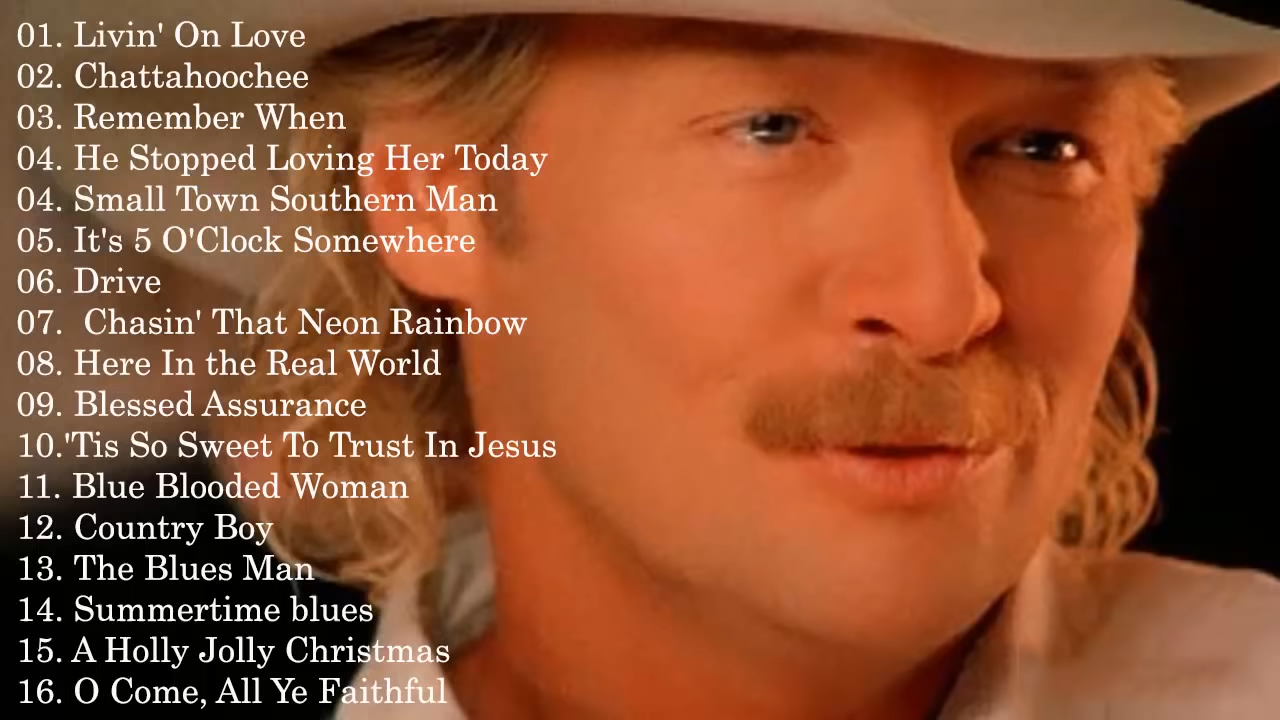 01. Livin' On Love
02. Chattahoochee
03. Remember When
04. He Stopped Loving Her Today
04. Small Town Southern Man
05. It's 5 O'Clock Somewhere
06. Drive
07.  Chasin' That Neon Rainbow
08. Here In the Real World
09. Blessed Assurance
10.'Tis So Sweet To Trust In Jesus
11. Blue Blooded Woman
12. Country Boy
13. The Blues Man
14. Summertime blues
15. A Holly Jolly Christmas
16. O Come, All Ye Faithful